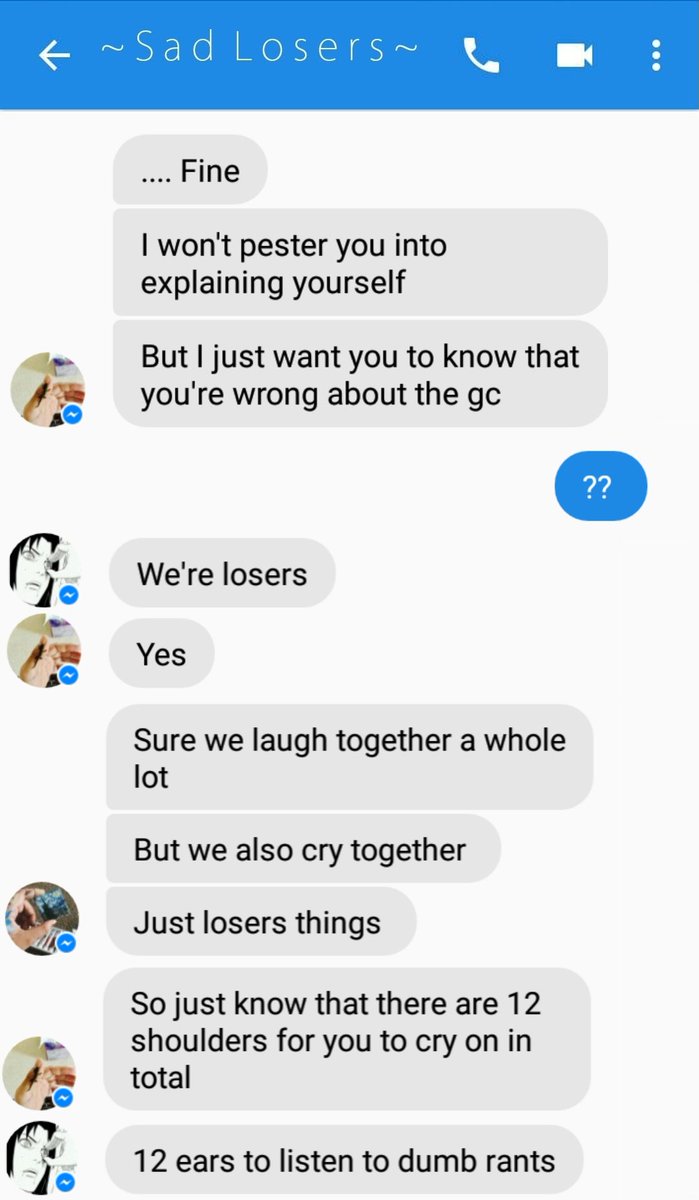 ~Sad Losers~
.... Fine
I won't pester you into
explaining yourself
But I just want you to know that
you're wrong about the gc
??
We're losers
Yes
Sure we laugh together a whole
lot
But we also cry together
Just losers things
So just know that there are 12
shoulders for you to cry on in
total
12 ears to listen to dumb rants